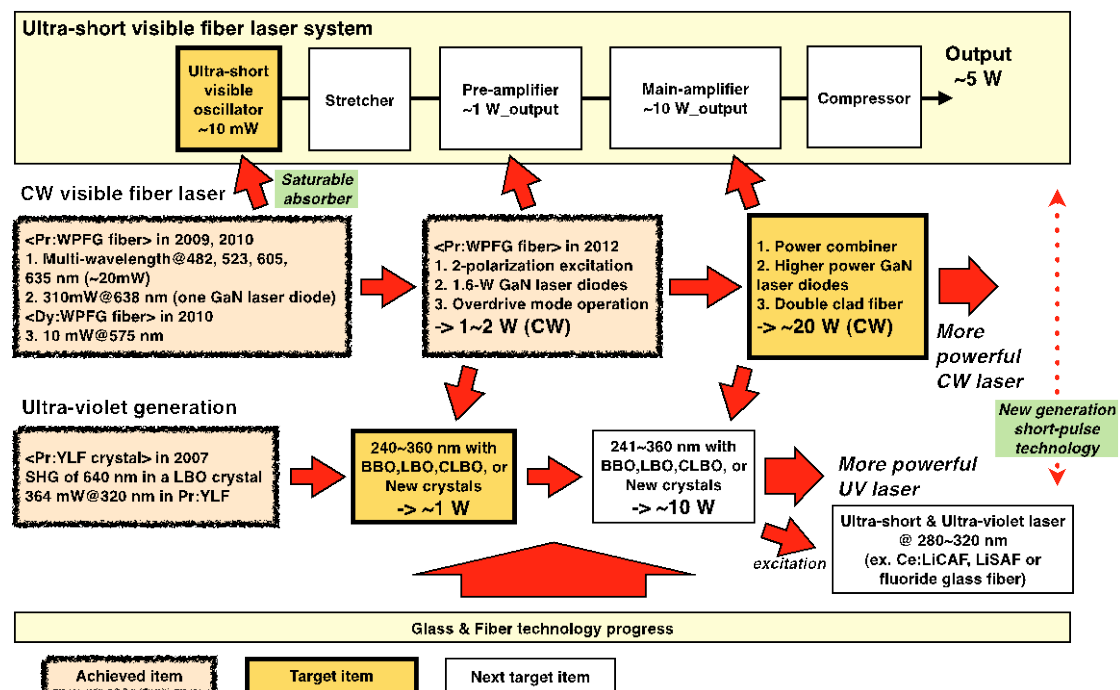 Ultra-short visible fiber laser system
Ultra-short
visible
oscillator
~10 mW
Stretcher
Pre-amplifier
~1 W_output
Main-amplifier
~10 W_output
Compressor
Output
~5 W
CW visible fiber laser
Saturable
absorber
<Pr:WPFG fiber> in 2009, 2010
1. Multi-wavelength@482, 523, 605,
635 nm (~20mW)
2. 310mW@638 nm (one GaN laser diode)
<Dy:WPFG fiber> in 2010
3. 10 mW@575 nm
<Pr:WPFG fiber> in 2012
1. 2-polarization excitation
2. 1.6-W GaN laser diodes
3. Overdrive mode operation
-> 1~2 W (CW)
1. Power combiner
2. Higher power GaN
laser diodes
3. Double clad fiber
-> ~20 W (CW)
More
powerful
CW laser
New generation
short-pulse
technology
Ultra-violet generation
<Pr:YLF crystal> in 2007
SHG of 640 nm in a LBO crystal
364 mW@320 nm in Pr:YLF
240~360 nm with
BBO,LBO,CLBO, or
New crystals
-> ~1 W
241~360 nm with
BBO,LBO,CLBO, or
New crystals
-> ~10 W
More powerful
UV laser
excitation
Ultra-short & Ultra-violet laser
@ 280~320 nm
(ex. Ce:LiCAF, LiSAF or
fluoride glass fiber)
Glass & Fiber technology progress
Achieved item
Target item
Next target item